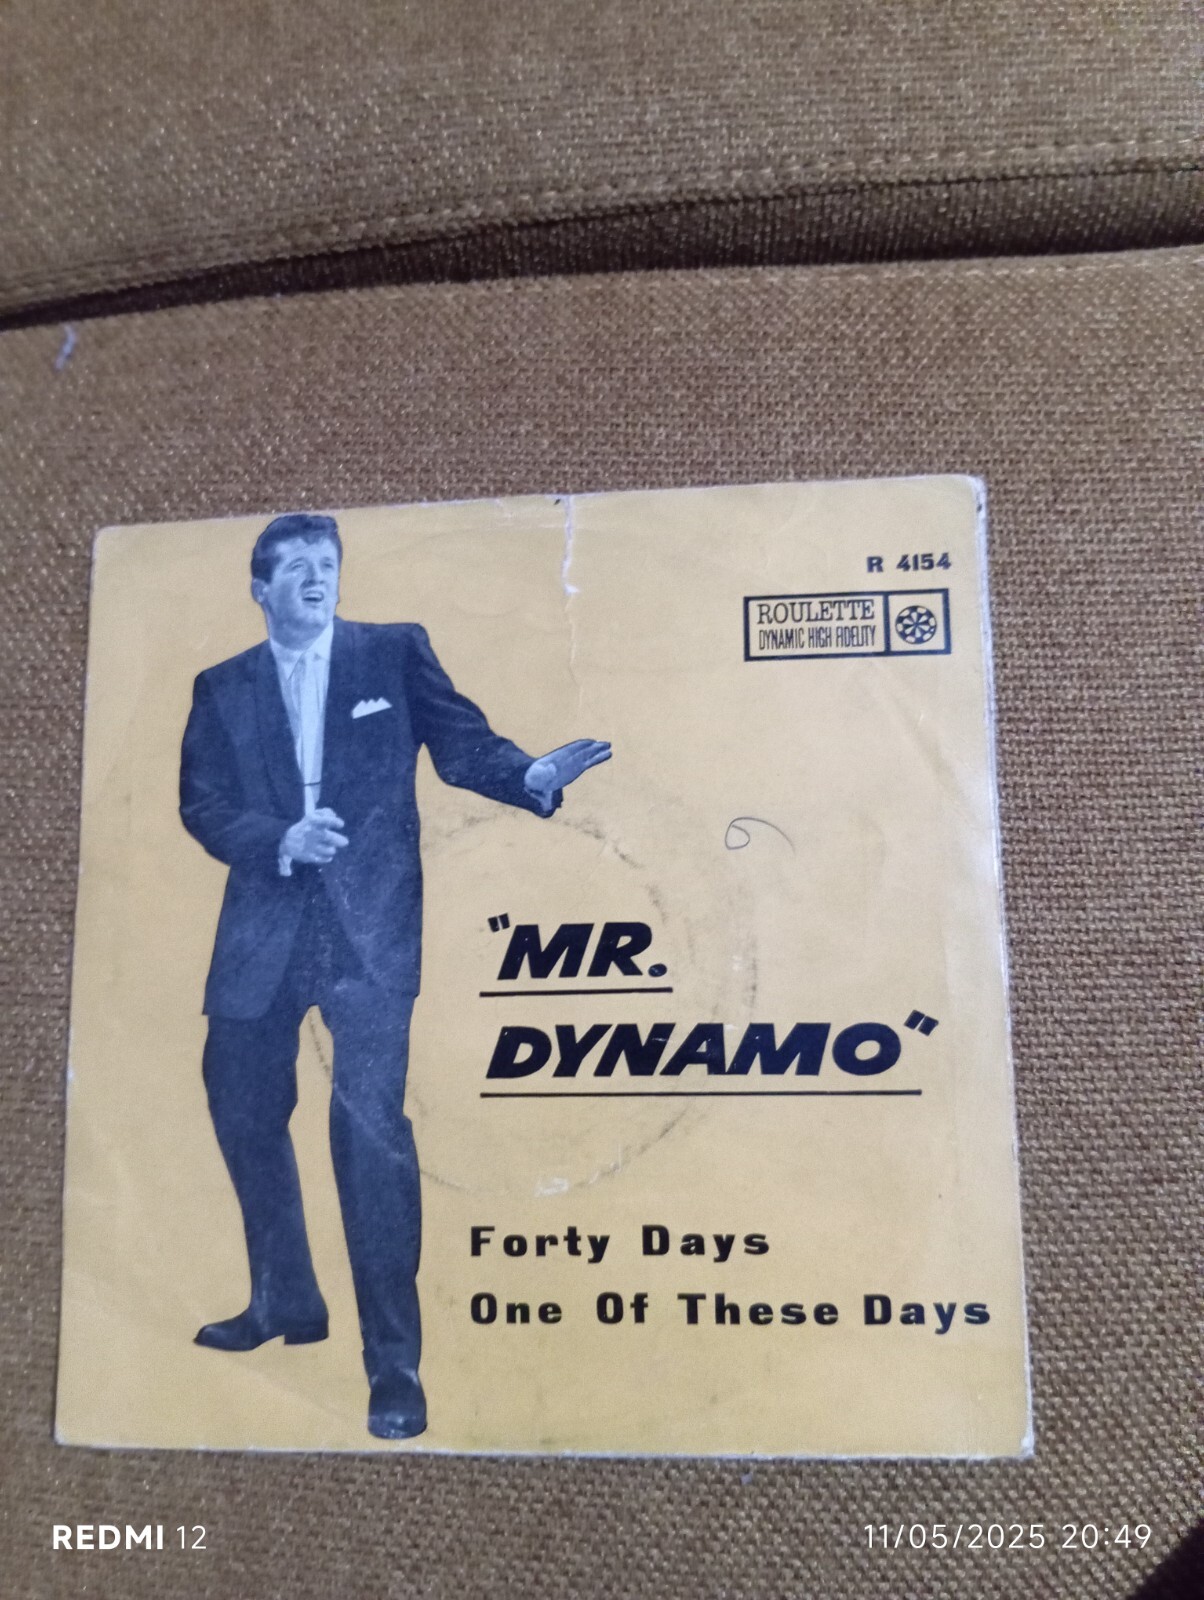 R 4154
ROULETTE
DYNAMIC HIGH FIDELITY
"MR.
DYNAMO"
Forty Days
One Of These Days
REDMI 12
11/05/2025 20:49